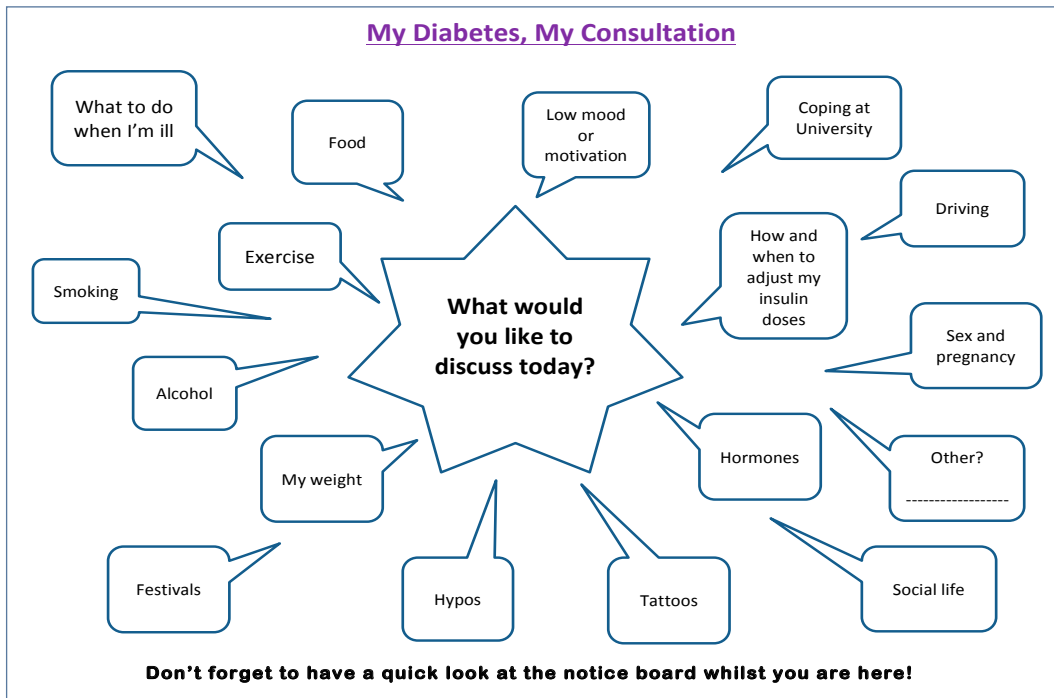 My Diabetes, My Consultation
What to do
when I’m ill
Food
Low mood
or
motivation
Coping at
University
Driving
Exercise
How and
when to
adjust my
insulin
doses
Smoking
What would
you like to
discuss today?
Sex and
pregnancy
Alcohol
My weight
Hormones
Other?
------------------
Festivals
Hypos
Tattoos
Social life
Don’t forget to have a quick look at the notice board whilst you are here!